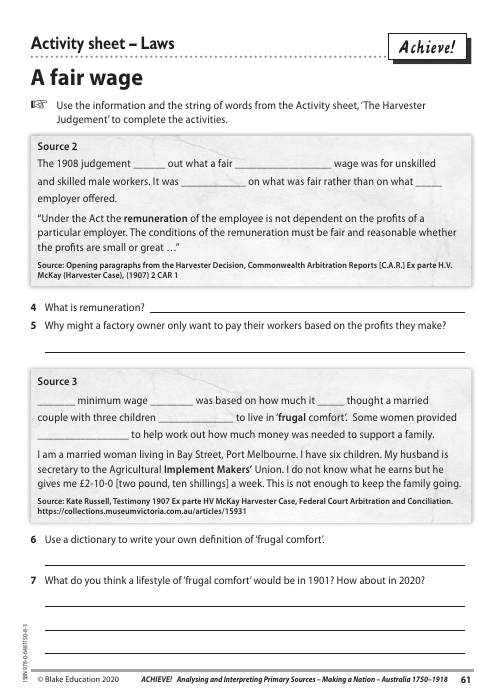 Activity sheet – Laws
Achieve!
A fair wage
Use the information and the string of words from the Activity sheet, 'The Harvester
Judgement' to complete the activities.
Source 2
The 1908 judgement ______ out what a fair __________________ wage was for unskilled
and skilled male workers. It was ____________ on what was fair rather than on what _____
employer offered.
"Under the Act the remuneration of the employee is not dependent on the profits of a
particular employer. The conditions of the remuneration must be fair and reasonable whether
the profits are small or great …"
Source: Opening paragraphs from the Harvester Decision, Commonwealth Arbitration Reports [C.A.R.] Ex parte H.V.
McKay (Harvester Case), (1907) 2 CAR 1
4 What is remuneration?
5 Why might a factory owner only want to pay their workers based on the profits they make?
Source 3
_______ minimum wage ________ was based on how much it _____ thought a married
couple with three children ______________ to live in 'frugal comfort'. Some women provided
_________________ to help work out how much money was needed to support a family.
I am a married woman living in Bay Street, Port Melbourne. I have six children. My husband is
secretary to the Agricultural Implement Makers' Union. I do not know what he earns but he
gives me £2-10-0 [two pound, ten shillings] a week. This is not enough to keep the family going.
Source: Kate Russell, Testimony 1907 Ex parte HV McKay Harvester Case, Federal Court Arbitration and Conciliation.
https://collections.museumvictoria.com.au/articles/15931
6 Use a dictionary to write your own definition of 'frugal comfort'.
7 What do you think a lifestyle of 'frugal comfort' would be in 1901? How about in 2020?
© Blake Education 2020
ACHIEVE! Analysing and Interpreting Primary Sources – Making a Nation – Australia 1750–1918
61